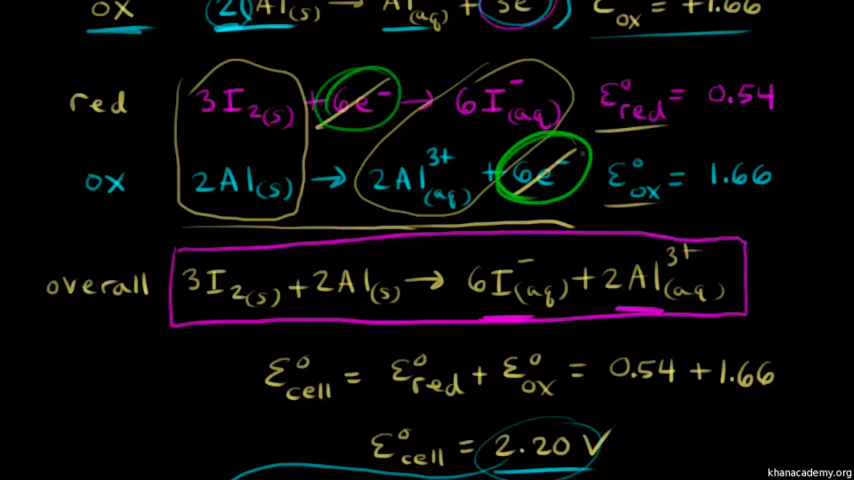 ox 2(Al(s) → Al(aq) + 3e⁻) Ɛ°ox = +1.66
red 3I₂(s) + 6e⁻ → 6I⁻(aq) Ɛ°red = 0.54
ox 2Al(s) → 2Al³⁺(aq) + 6e⁻ Ɛ°ox = 1.66
overall 3I₂(s) + 2Al(s) → 6I⁻(aq) + 2Al³⁺(aq)
Ɛ°cell = Ɛ°red + Ɛ°ox = 0.54 + 1.66
Ɛ°cell = 2.20 V
khanacademy.org